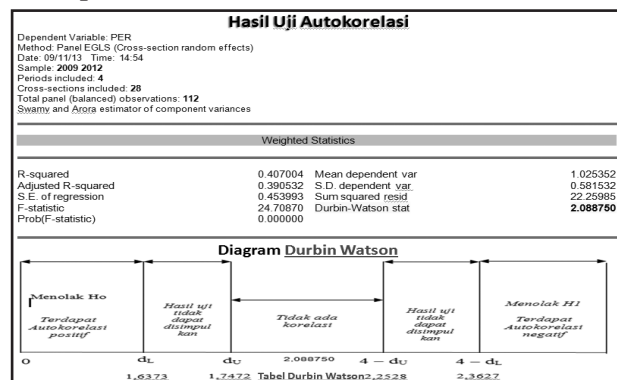 Hasil Uji Autokorelasi
Dependent Variable: PER
Method: Panel EGLS (Cross-section random effects)
Date: 09/11/13 Time: 14:54
Sample: 2009 2012
Periods included: 4
Cross-sections included: 28
Total panel (balanced) observations: 112
Swamy and Arora estimator of component variances
Weighted Statistics
R-squared 0.407004 Mean dependent var 1.025352
Adjusted R-squared 0.390532 S.D. dependent var 0.581532
S.E. of regression 0.453993 Sum squared resid 22.25985
F-statistic 24.70870 Durbin-Watson stat 2.088750
Prob(F-statistic) 0.000000
Diagram Durbin Watson
Menolak Ho
Terdapat
Autokorelasi
positif
Hasil uji
tidak
dapat
disimpul
kan
Tidak ada
korelasi
Hasil uji
tidak
dapat
disimpul
kan
Menolak H1
Terdapat
Autokorelasi
negatif
0 dL dU 2,088750 4 – dU 4 – dL
1,6373 1,7472 Tabel Durbin Watson 2,2528 2,3627